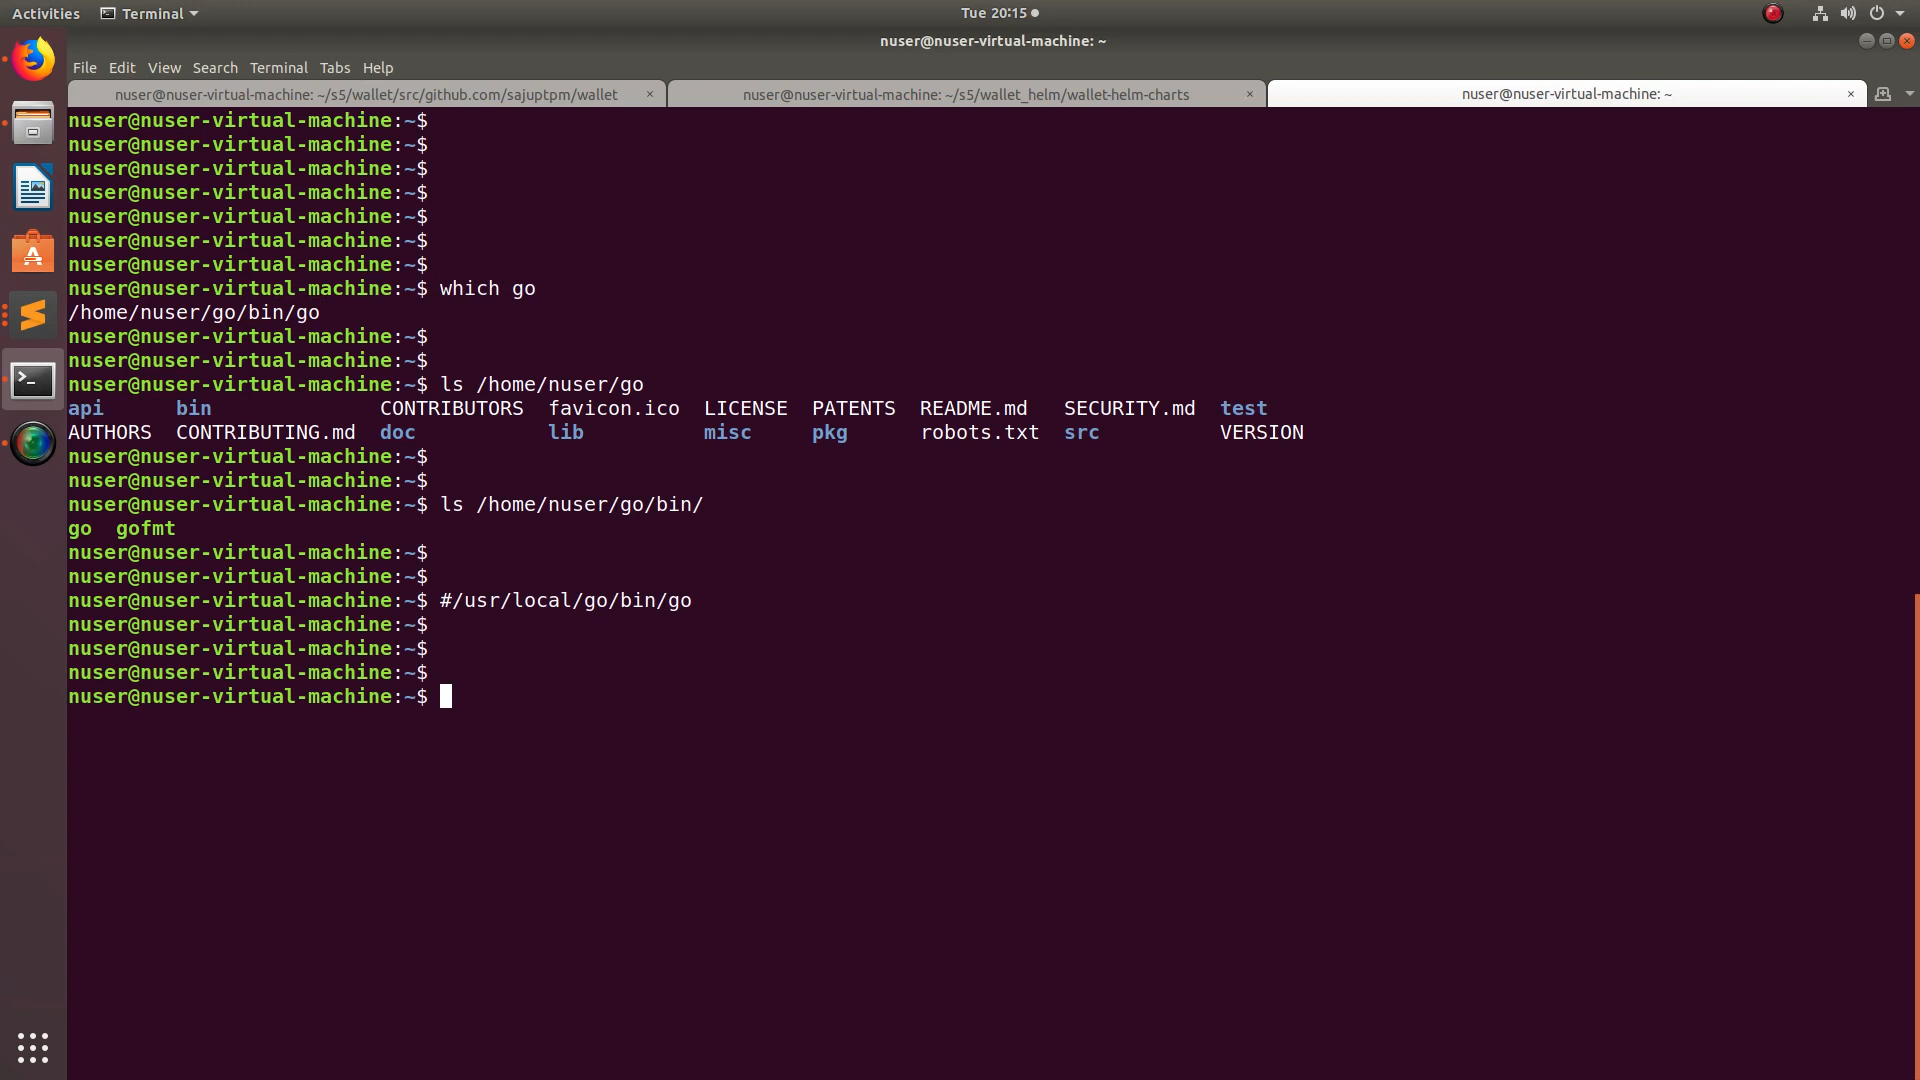 Activities Terminal Tue 20:15
nuser@nuser-virtual-machine: ~
File Edit View Search Terminal Tabs Help
nuser@nuser-virtual-machine: ~/s5/wallet/src/github.com/sajuptpm/wallet × nuser@nuser-virtual-machine: ~/s5/wallet_helm/wallet-helm-charts × nuser@nuser-virtual-machine: ~ ×
nuser@nuser-virtual-machine:~$
nuser@nuser-virtual-machine:~$
nuser@nuser-virtual-machine:~$
nuser@nuser-virtual-machine:~$
nuser@nuser-virtual-machine:~$
nuser@nuser-virtual-machine:~$
nuser@nuser-virtual-machine:~$
nuser@nuser-virtual-machine:~$ which go
/home/nuser/go/bin/go
nuser@nuser-virtual-machine:~$
nuser@nuser-virtual-machine:~$
nuser@nuser-virtual-machine:~$ ls /home/nuser/go
api bin CONTRIBUTORS favicon.ico LICENSE PATENTS README.md SECURITY.md test
AUTHORS CONTRIBUTING.md doc lib misc pkg robots.txt src VERSION
nuser@nuser-virtual-machine:~$
nuser@nuser-virtual-machine:~$
nuser@nuser-virtual-machine:~$ ls /home/nuser/go/bin/
go gofmt
nuser@nuser-virtual-machine:~$
nuser@nuser-virtual-machine:~$
nuser@nuser-virtual-machine:~$ #/usr/local/go/bin/go
nuser@nuser-virtual-machine:~$
nuser@nuser-virtual-machine:~$
nuser@nuser-virtual-machine:~$
nuser@nuser-virtual-machine:~$